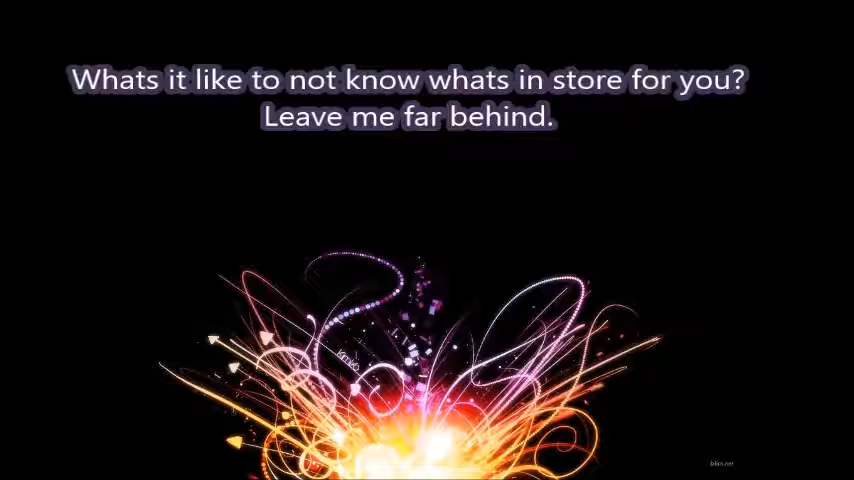 Whats it like to not know whats in store for you?
Leave me far behind.